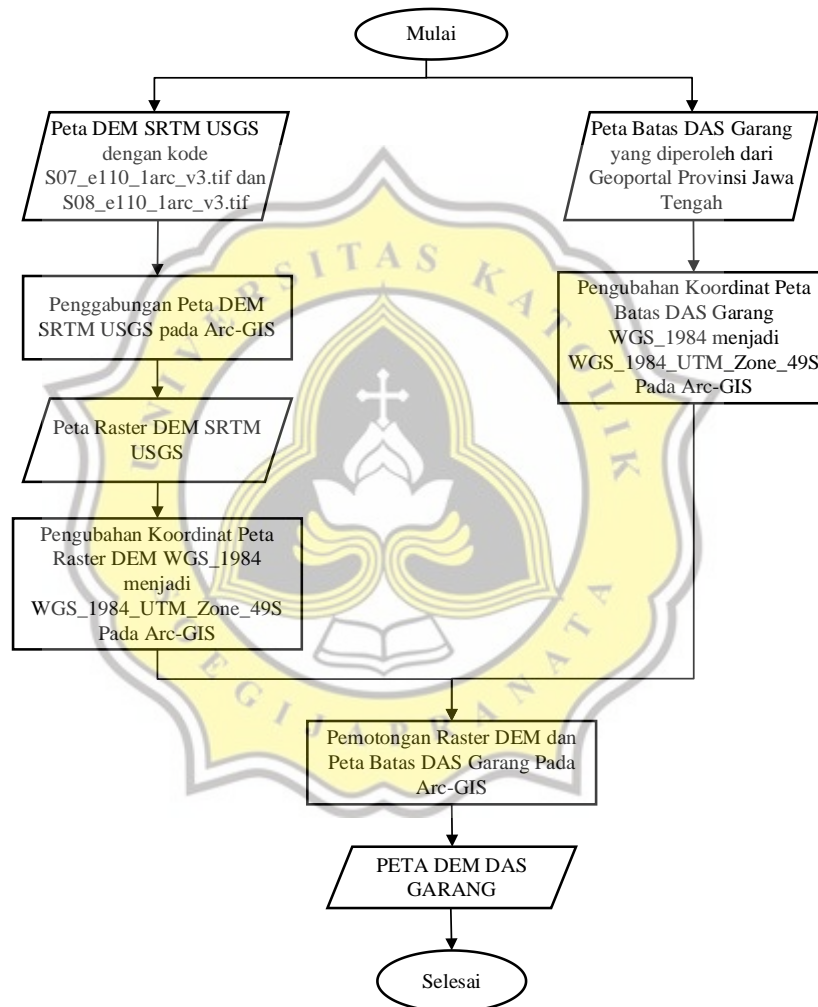 Mulai
Peta DEM SRTM USGS
dengan kode
S07_e110_1arc_v3.tif dan
S08_e110_1arc_v3.tif
Peta Batas DAS Garang
yang diperoleh dari
Geoportal Provinsi Jawa
Tengah
Penggabungan Peta DEM
SRTM USGS pada Arc-GIS
Pengubahan Koordinat Peta
Batas DAS Garang
WGS_1984 menjadi
WGS_1984_UTM_Zone_49S
Pada Arc-GIS
Peta Raster DEM SRTM
USGS
Pengubahan Koordinat Peta
Raster DEM WGS_1984
menjadi
WGS_1984_UTM_Zone_49S
Pada Arc-GIS
Pemotongan Raster DEM dan
Peta Batas DAS Garang Pada
Arc-GIS
PETA DEM DAS
GARANG
Selesai
UNIVERSITAS KATOLIK
SOEGIJAPRANATA